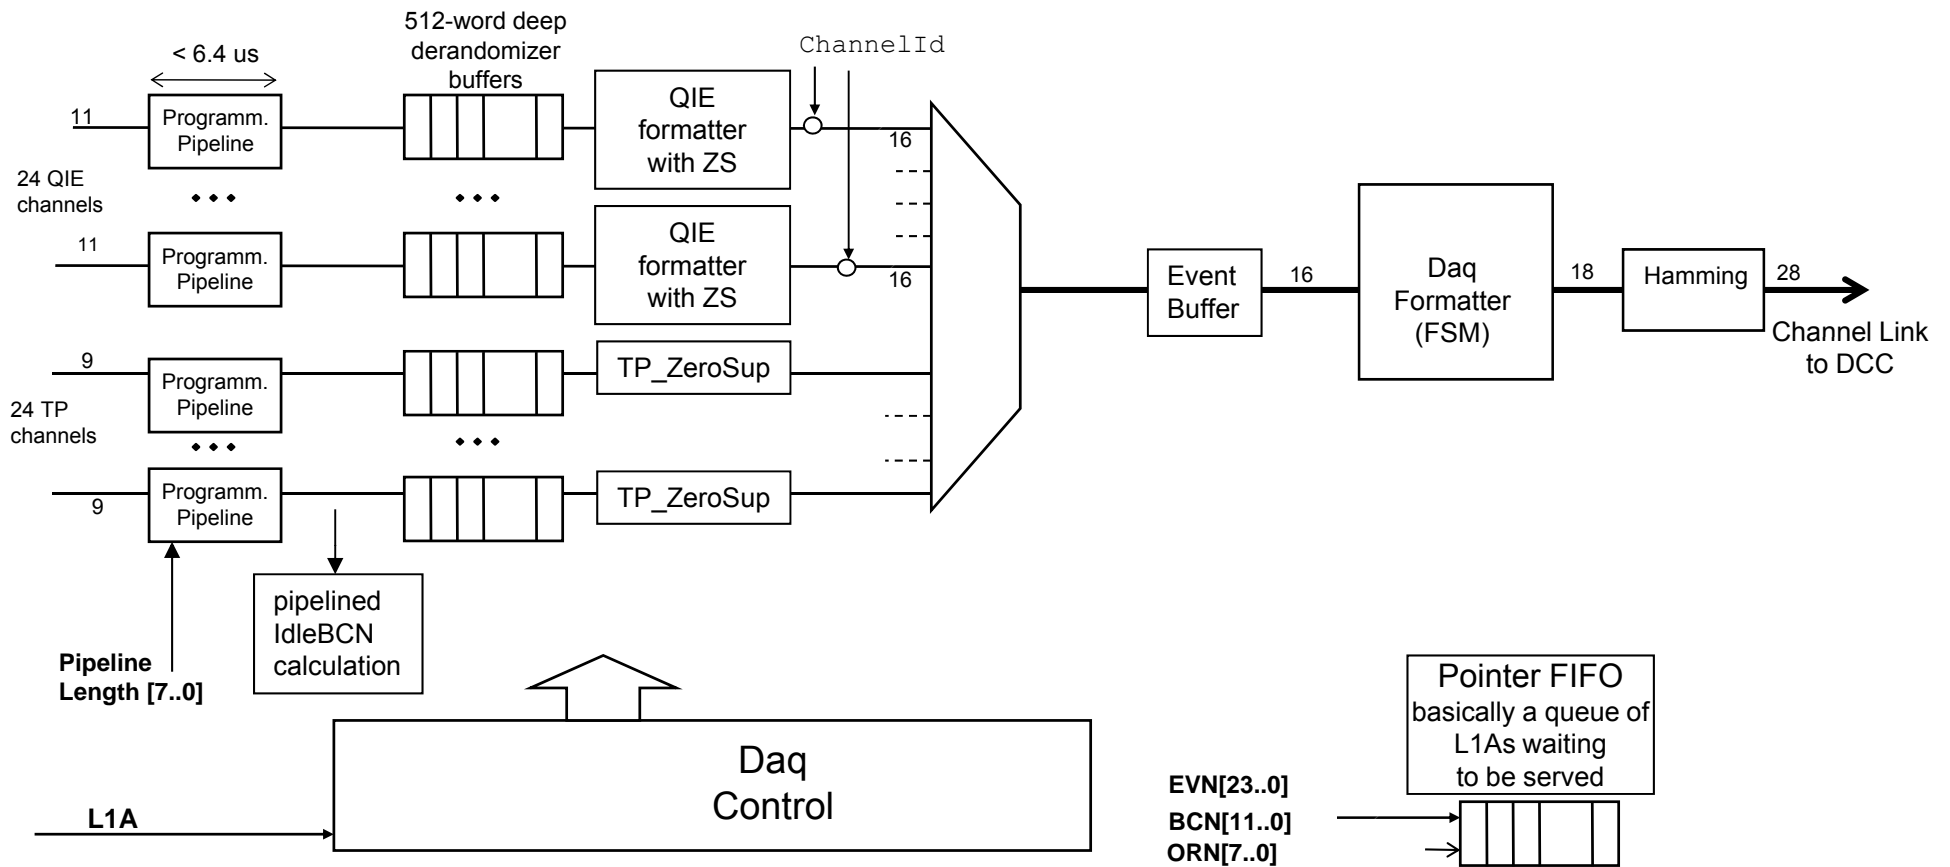 512-word deep
derandomizer
buffers
< 6.4 us
ChannelId
11
Programm.
Pipeline
QIE
formatter
with ZS
16
24 QIE
channels
11
Programm.
Pipeline
QIE
formatter
with ZS
16
Event
Buffer
16
Daq
Formatter
(FSM)
18
Hamming
28
Channel Link
to DCC
9
Programm.
Pipeline
TP_ZeroSup
24 TP
channels
9
Programm.
Pipeline
TP_ZeroSup
pipelined
IdleBCN
calculation
Pipeline
Length [7..0]
Daq
Control
L1A
Pointer FIFO
basically a queue of
L1As waiting
to be served
EVN[23..0]
BCN[11..0]
ORN[7..0]